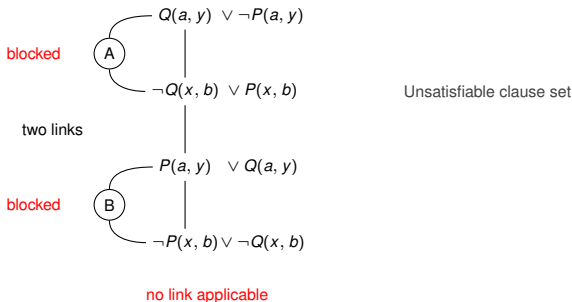 Q(a, y) ∨ ¬P(a, y)
blocked
A
¬Q(x, b) ∨ P(x, b)
Unsatisfiable clause set
two links
P(a, y) ∨ Q(a, y)
blocked
B
¬P(x, b) ∨ ¬Q(x, b)
no link applicable